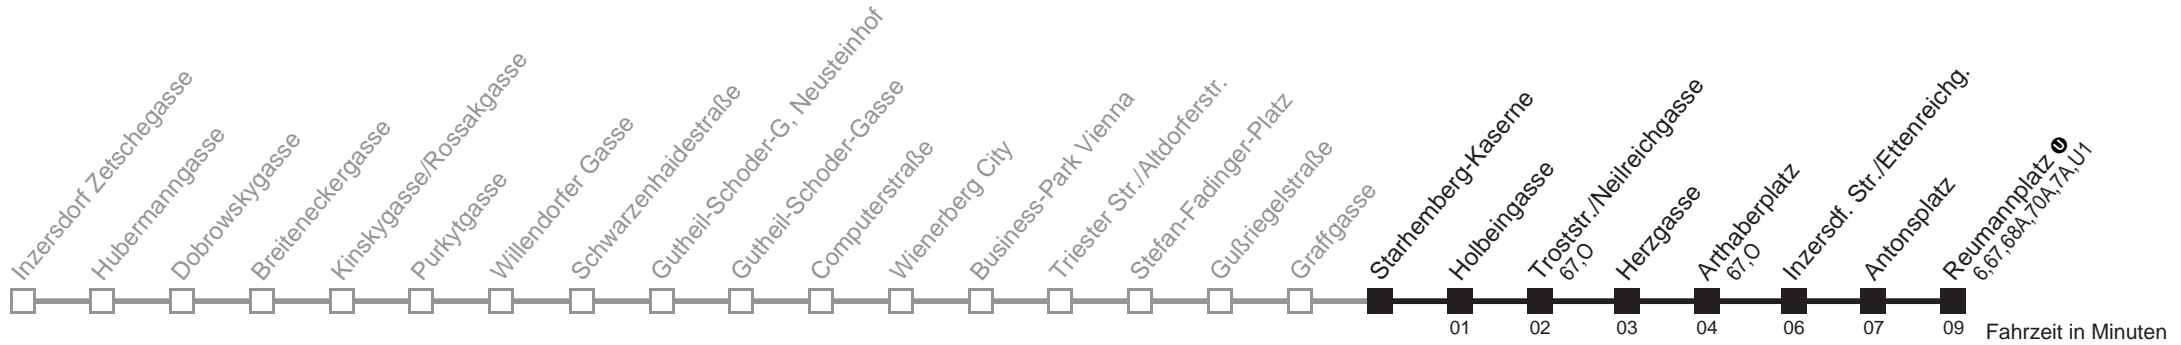 Inzersdorf Zetschegasse
Hubermanngasse
Dobrowskygasse
Breiteneckergasse
Kinskygasse/Rossakgasse
Purkytgasse
Willendorfer Gasse
Schwarzenhaidestraße
Gutheil-Schoder-G, Neusteinhof
Gutheil-Schoder-Gasse
Computerstraße
Wienerberg City
Business-Park Vienna
Triester Str./Altdorferstr.
Stefan-Fadinger-Platz
Gußriegelstraße
Graffgasse
Starhemberg-Kaserne
Holbeingasse
Troststr./Neilreichgasse
67,O
Herzgasse
Arthaberplatz
67,O
Inzersdf. Str./Ettenreichg.
Antonsplatz
Reumannplatz U
6,67,68A,70A,7A,U1
01 02 03 04 06 07 09 Fahrzeit in Minuten